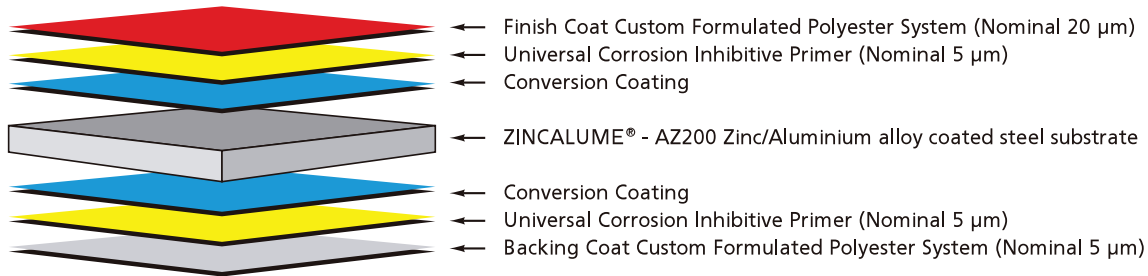 Finish Coat Custom Formulated Polyester System (Nominal 20 µm)
Universal Corrosion Inhibitive Primer (Nominal 5 µm)
Conversion Coating
ZINCALUME® - AZ200 Zinc/Aluminium alloy coated steel substrate
Conversion Coating
Universal Corrosion Inhibitive Primer (Nominal 5 µm)
Backing Coat Custom Formulated Polyester System (Nominal 5 µm)